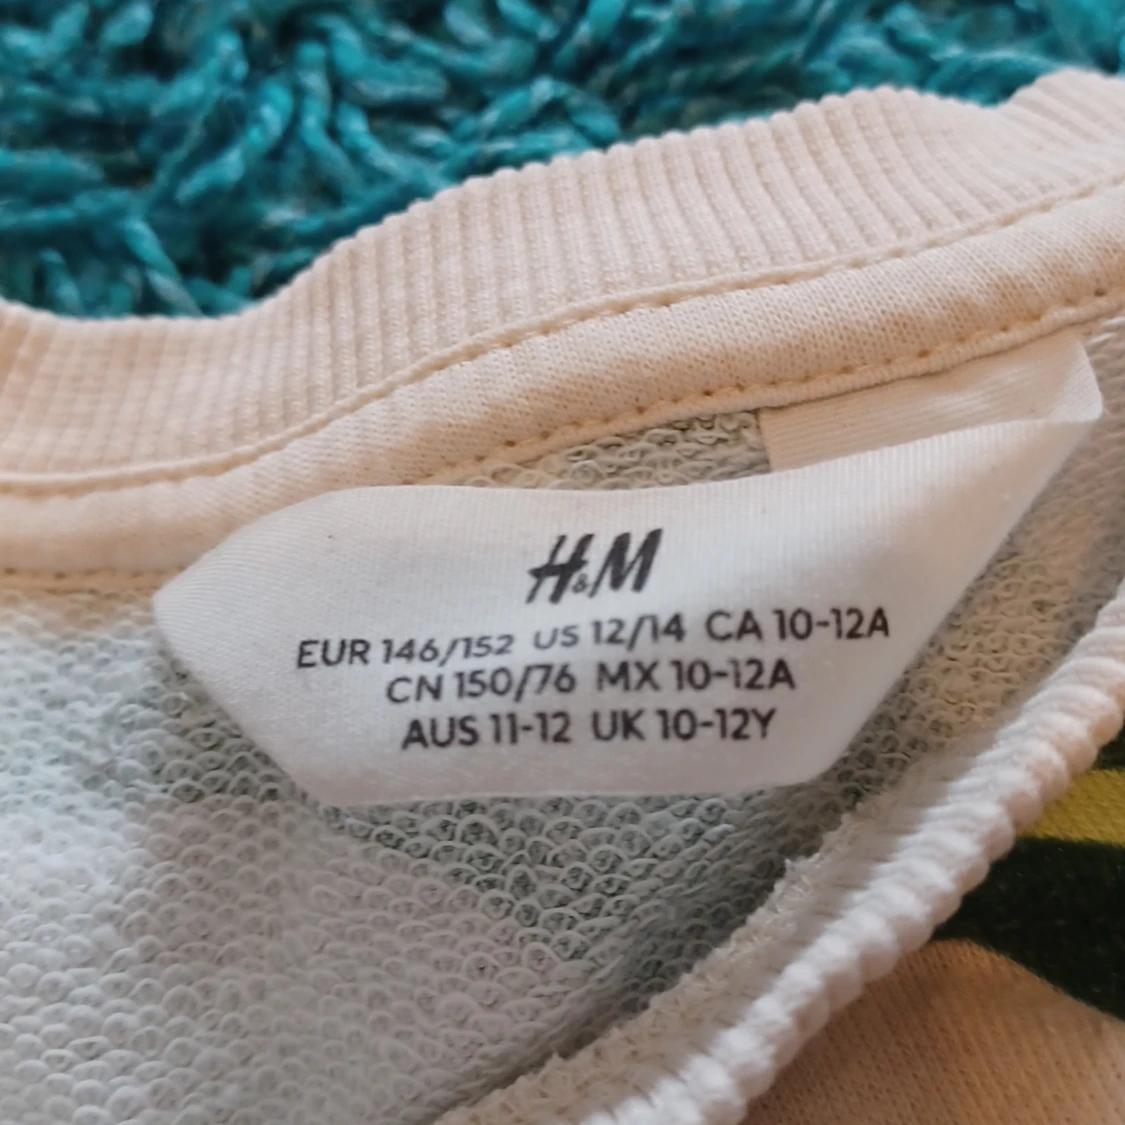 H&M
EUR 146/152 US 12/14 CA 10-12A
CN 150/76 MX 10-12A
AUS 11-12 UK 10-12Y